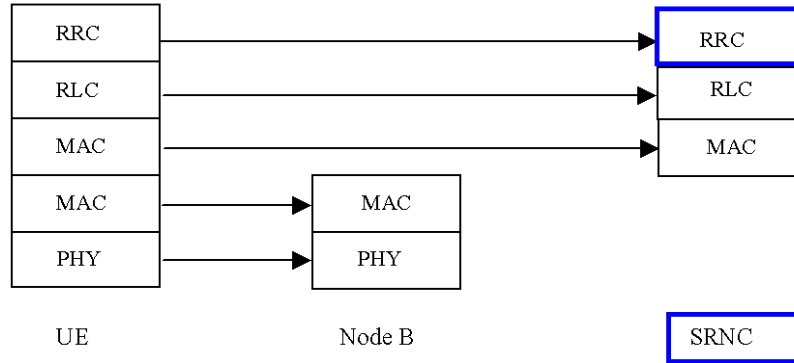 RRC RRC
RLC RLC
MAC MAC
MAC MAC
PHY PHY
UE Node B SRNC